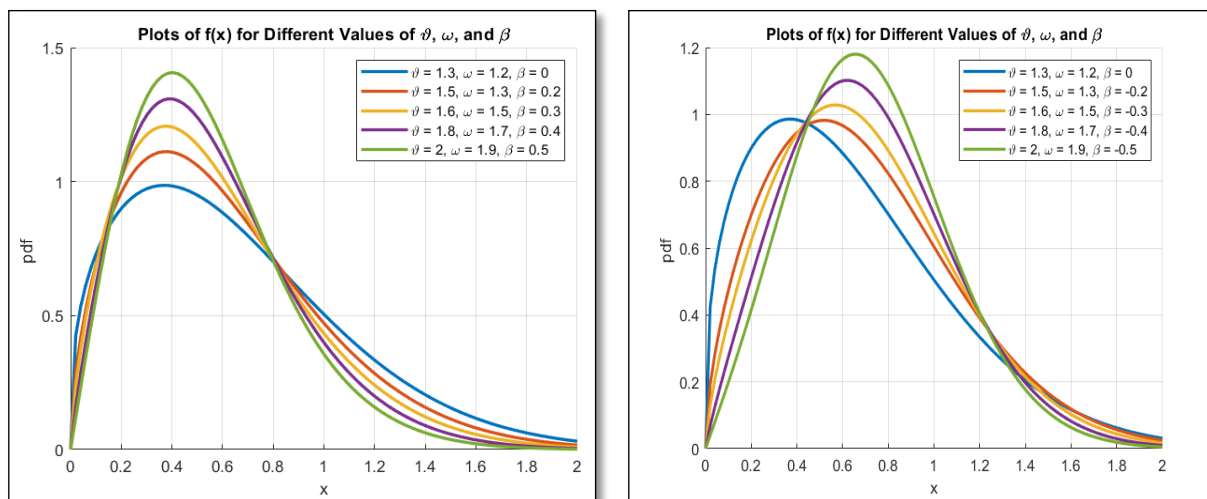 Plots of f(x) for Different Values of ϑ, ω, and β
1.5
1
0.5
0
pdf
ϑ = 1.3, ω = 1.2, β = 0
ϑ = 1.5, ω = 1.3, β = 0.2
ϑ = 1.6, ω = 1.5, β = 0.3
ϑ = 1.8, ω = 1.7, β = 0.4
ϑ = 2, ω = 1.9, β = 0.5
0 0.2 0.4 0.6 0.8 1 1.2 1.4 1.6 1.8 2
x
Plots of f(x) for Different Values of ϑ, ω, and β
1.2
1
0.8
0.6
0.4
0.2
0
pdf
ϑ = 1.3, ω = 1.2, β = 0
ϑ = 1.5, ω = 1.3, β = -0.2
ϑ = 1.6, ω = 1.5, β = -0.3
ϑ = 1.8, ω = 1.7, β = -0.4
ϑ = 2, ω = 1.9, β = -0.5
0 0.2 0.4 0.6 0.8 1 1.2 1.4 1.6 1.8 2
x